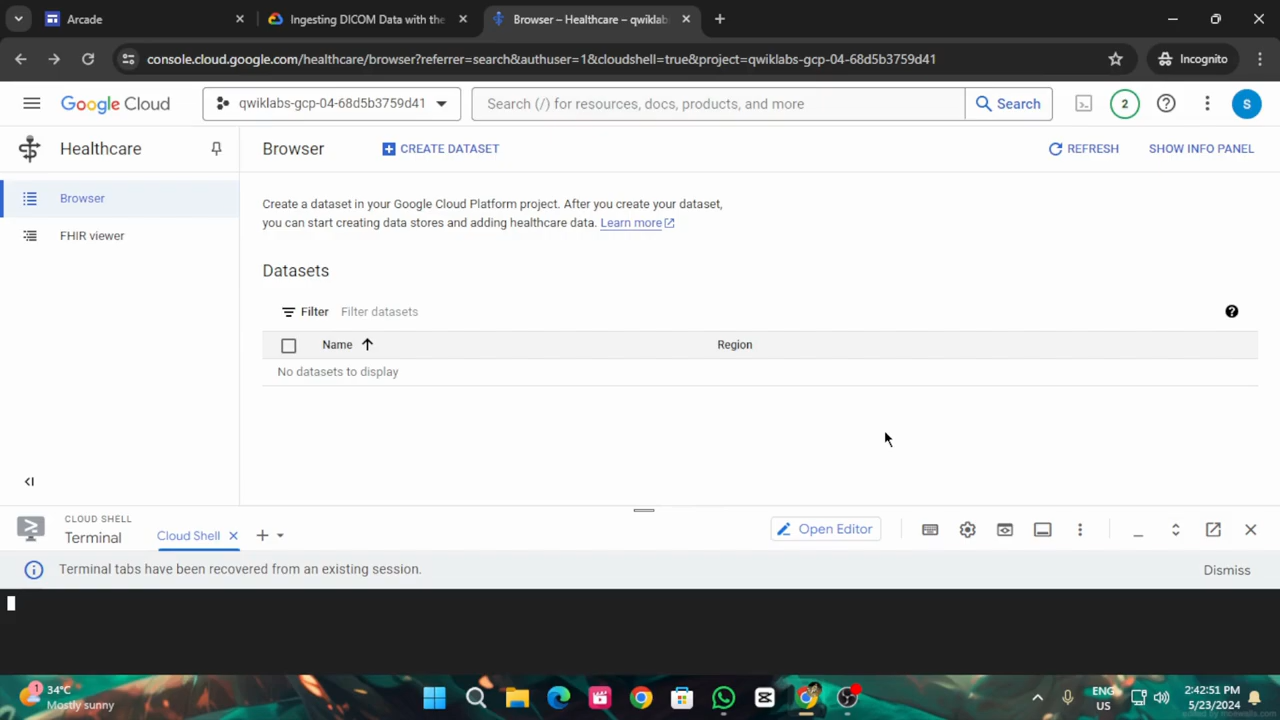 Arcade
Ingesting DICOM Data with the
Browser – Healthcare – qwiklab
console.cloud.google.com/healthcare/browser?referrer=search&authuser=1&cloudshell=true&project=qwiklabs-gcp-04-68d5b3759d41
Incognito
Google Cloud
qwiklabs-gcp-04-68d5b3759d41
Search (/) for resources, docs, products, and more
Search
2
S
Healthcare
Browser
CREATE DATASET
REFRESH
SHOW INFO PANEL
Browser
FHIR viewer
Create a dataset in your Google Cloud Platform project. After you create your dataset,
you can start creating data stores and adding healthcare data. Learn more
Datasets
Filter Filter datasets
Name
Region
No datasets to display
CLOUD SHELL
Terminal
Cloud Shell
Open Editor
Terminal tabs have been recovered from an existing session.
Dismiss
1
34°C
Mostly sunny
ENG
US
2:42:51 PM
5/23/2024